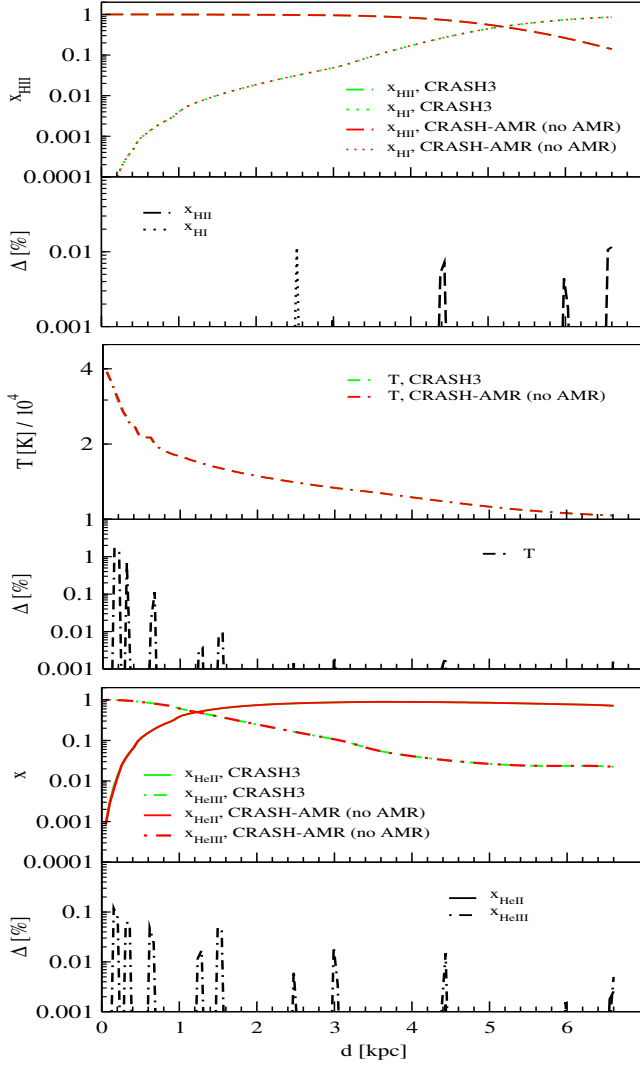 1
0.1
0.01
0.001
0.0001
x_HII
x_HII, CRASH3
x_HI, CRASH3
x_HII, CRASH-AMR (no AMR)
x_HI, CRASH-AMR (no AMR)
0.01
0.001
Δ [%]
x_HII
x_HI
4
2
1
T [K] / 10^4
T, CRASH3
T, CRASH-AMR (no AMR)
1
0.1
0.01
0.001
Δ [%]
T
1
0.1
0.01
0.001
0.0001
x
x_HeII, CRASH3
x_HeIII, CRASH3
x_HeII, CRASH-AMR (no AMR)
x_HeIII, CRASH-AMR (no AMR)
0.1
0.01
0.001
Δ [%]
x_HeII
x_HeIII
0 1 2 3 4 5 6
d [kpc]